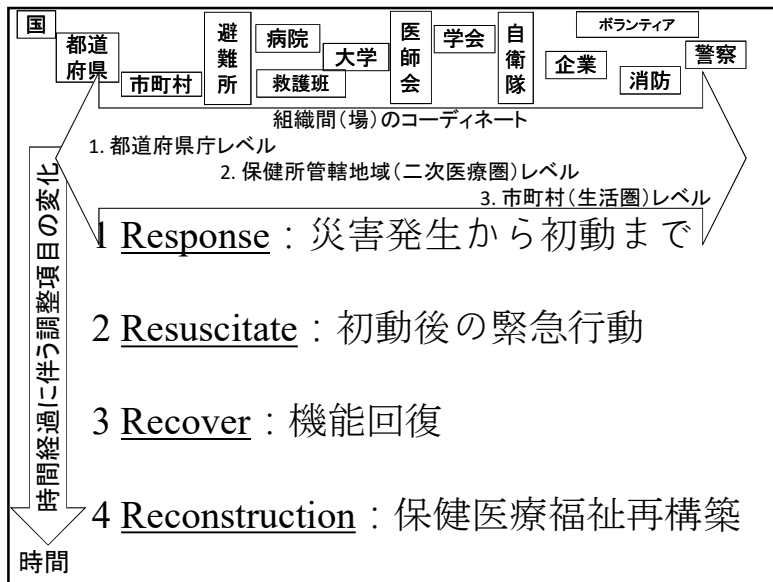 国
都道
府県
市町村
避難所
病院
救護班
大学
医師会
学会
自衛隊
企業
ボランティア
消防
警察
組織間(場)のコーディネート
1. 都道府県庁レベル
2. 保健所管轄地域(二次医療圏)レベル
3. 市町村(生活圏)レベル
時間経過に伴う調整項目の変化
時間
1 Response：災害発生から初動まで
2 Resuscitate：初動後の緊急行動
3 Recover：機能回復
4 Reconstruction：保健医療福祉再構築